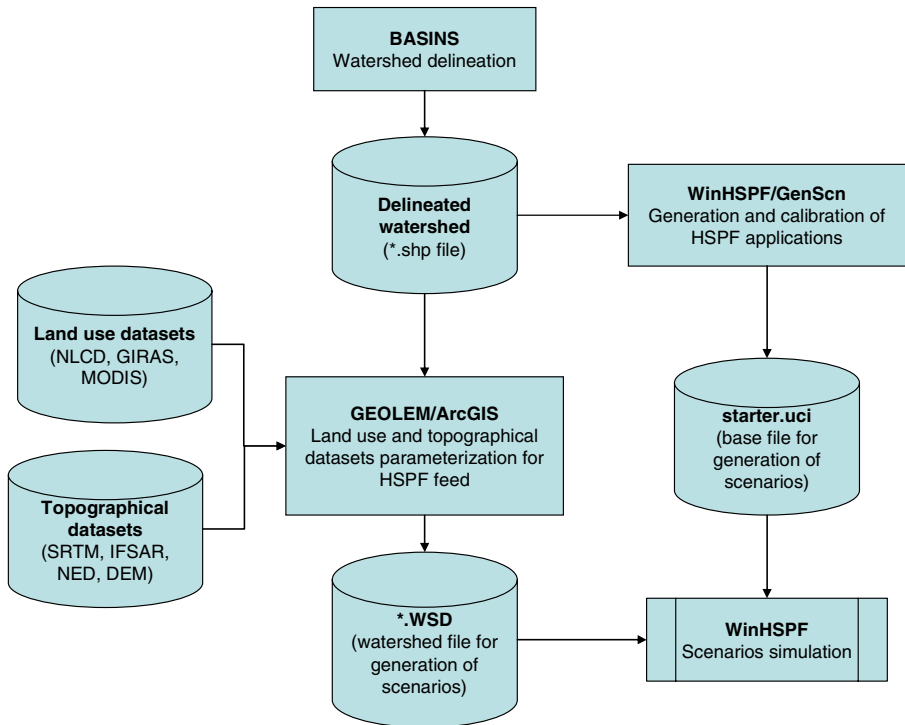 BASINS
Watershed delineation
Delineated
watershed
(*.shp file)
WinHSPF/GenScn
Generation and calibration of
HSPF applications
Land use datasets
(NLCD, GIRAS,
MODIS)
GEOLEM/ArcGIS
Land use and topographical
datasets parameterization for
HSPF feed
starter.uci
(base file for
generation of
scenarios)
Topographical
datasets
(SRTM, IFSAR,
NED, DEM)
*.WSD
(watershed file for
generation of
scenarios)
WinHSPF
Scenarios simulation